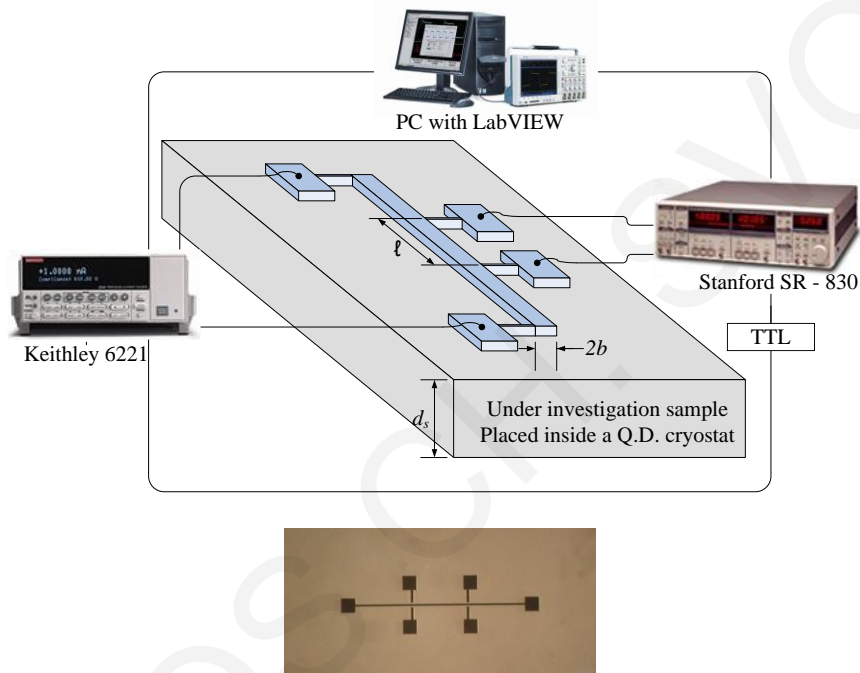 PC with LabVIEW
ℓ
+1.0000 mA
Keithley 6221
Stanford SR - 830
TTL
2b
dₛ
Under investigation sample
Placed inside a Q.D. cryostat